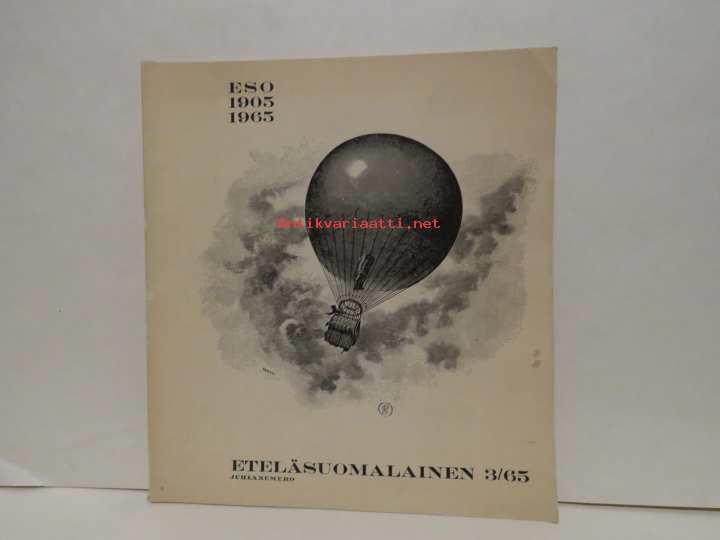 ESO
1905
1965
antikvariaatti.net
ETELÄSUOMALAINEN 3/65
JUHLANUMERO